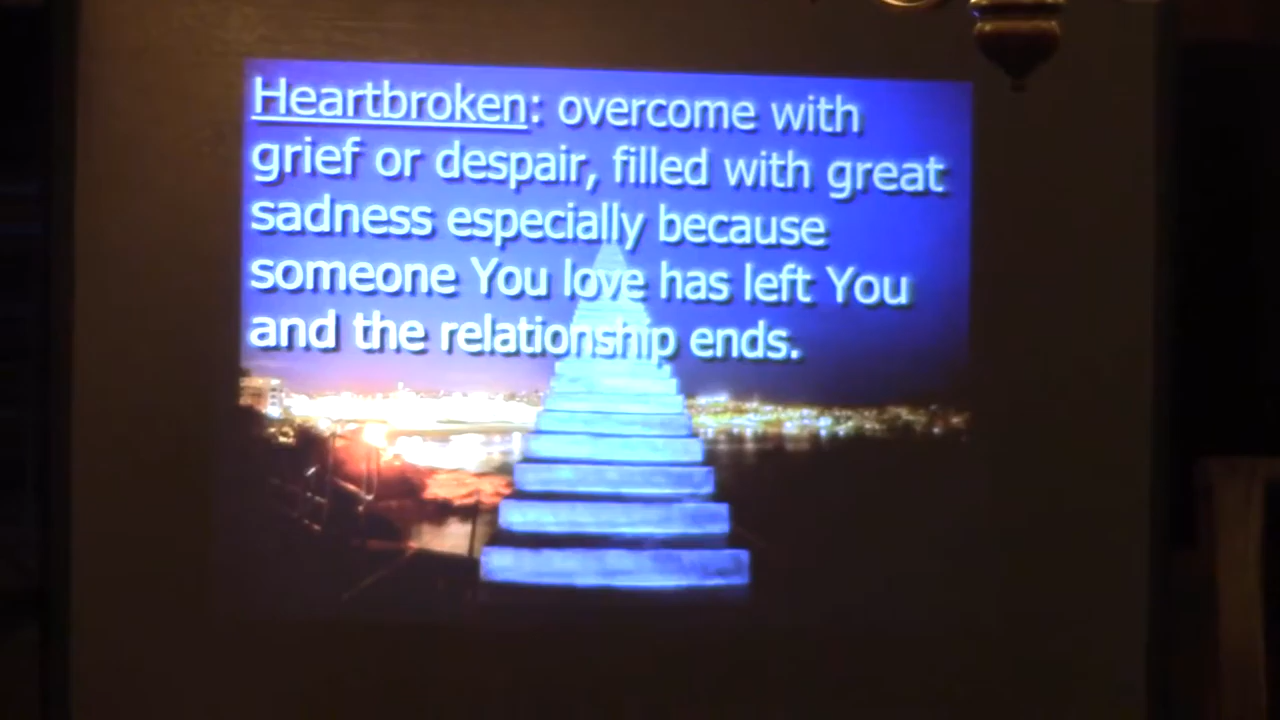 Heartbroken: overcome with
grief or despair, filled with great
sadness especially because
someone You love has left You
and the relationship ends.